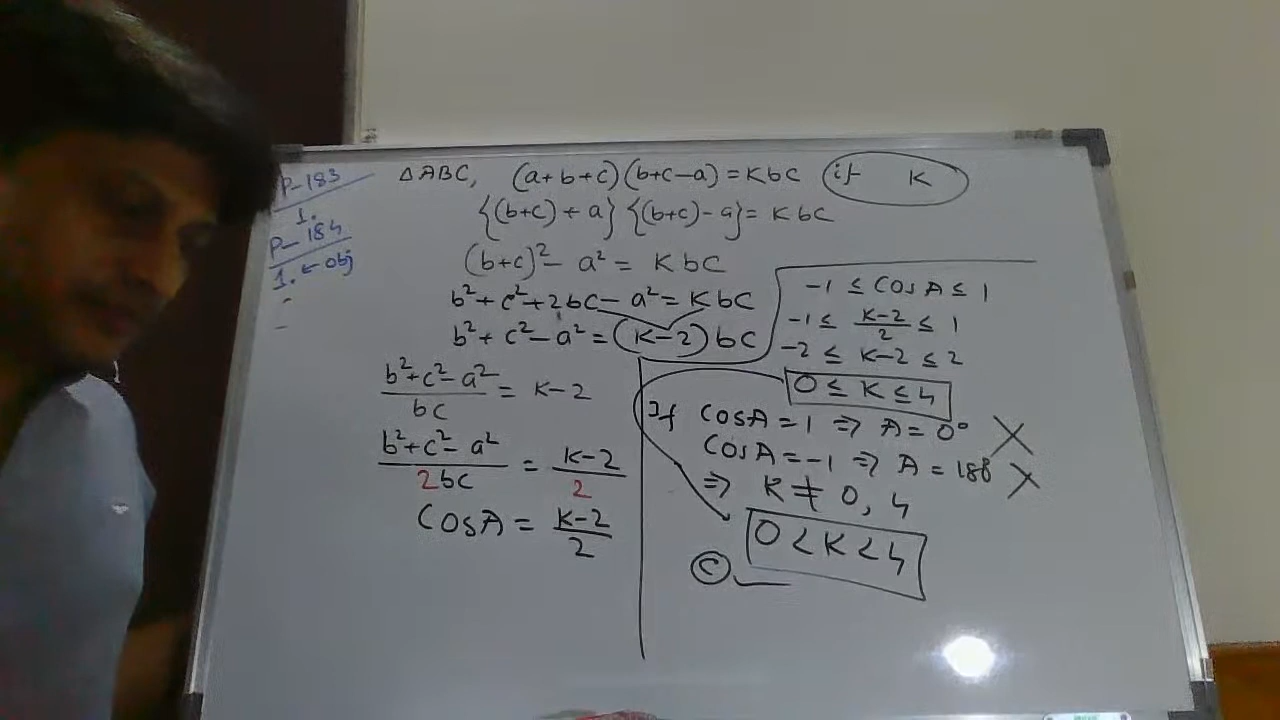 P-183
1.
P-184
1. ← obj
△ABC, (a+b+c)(b+c-a) = Kbc if K
{(b+c)+a} {(b+c)-a} = Kbc
(b+c)² - a² = Kbc
b²+c²+2bc-a² = Kbc
b²+c²-a² = (K-2) bc
b²+c²-a² / bc = K-2
b²+c²-a² / 2bc = K-2 / 2
CosA = K-2 / 2
-1 ≤ CosA ≤ 1
-1 ≤ K-2 / 2 ≤ 1
-2 ≤ K-2 ≤ 2
0 ≤ K ≤ 4
If CosA = 1 ⇒ A = 0° X
CosA = -1 ⇒ A = 180 X
⇒ K ≠ 0, 4
0 < K < 4
©